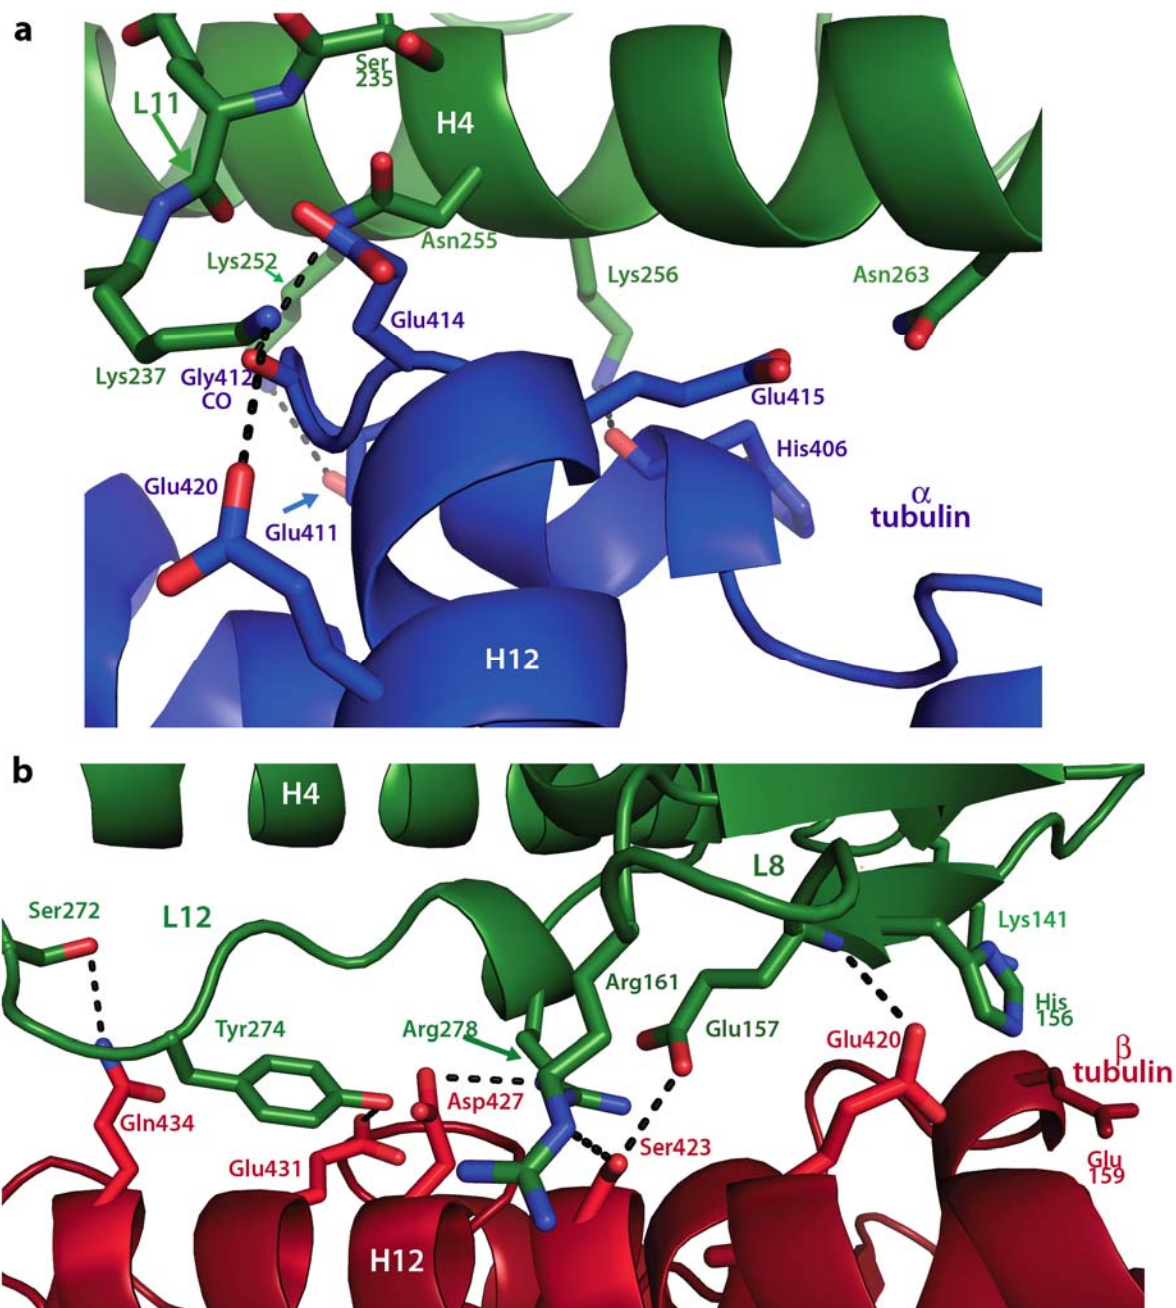 a
Ser
235
L11
H4
Asn255
Lys252
Lys256
Asn263
Glu414
Lys237
Gly412
CO
Glu415
His406
Glu420
Glu411
α
tubulin
H12
b
H4
L8
Ser272
L12
Lys141
Arg161
His
156
Tyr274
Arg278
Glu157
Glu420
β
tubulin
Asp427
Gln434
Ser423
Glu431
Glu
159
H12